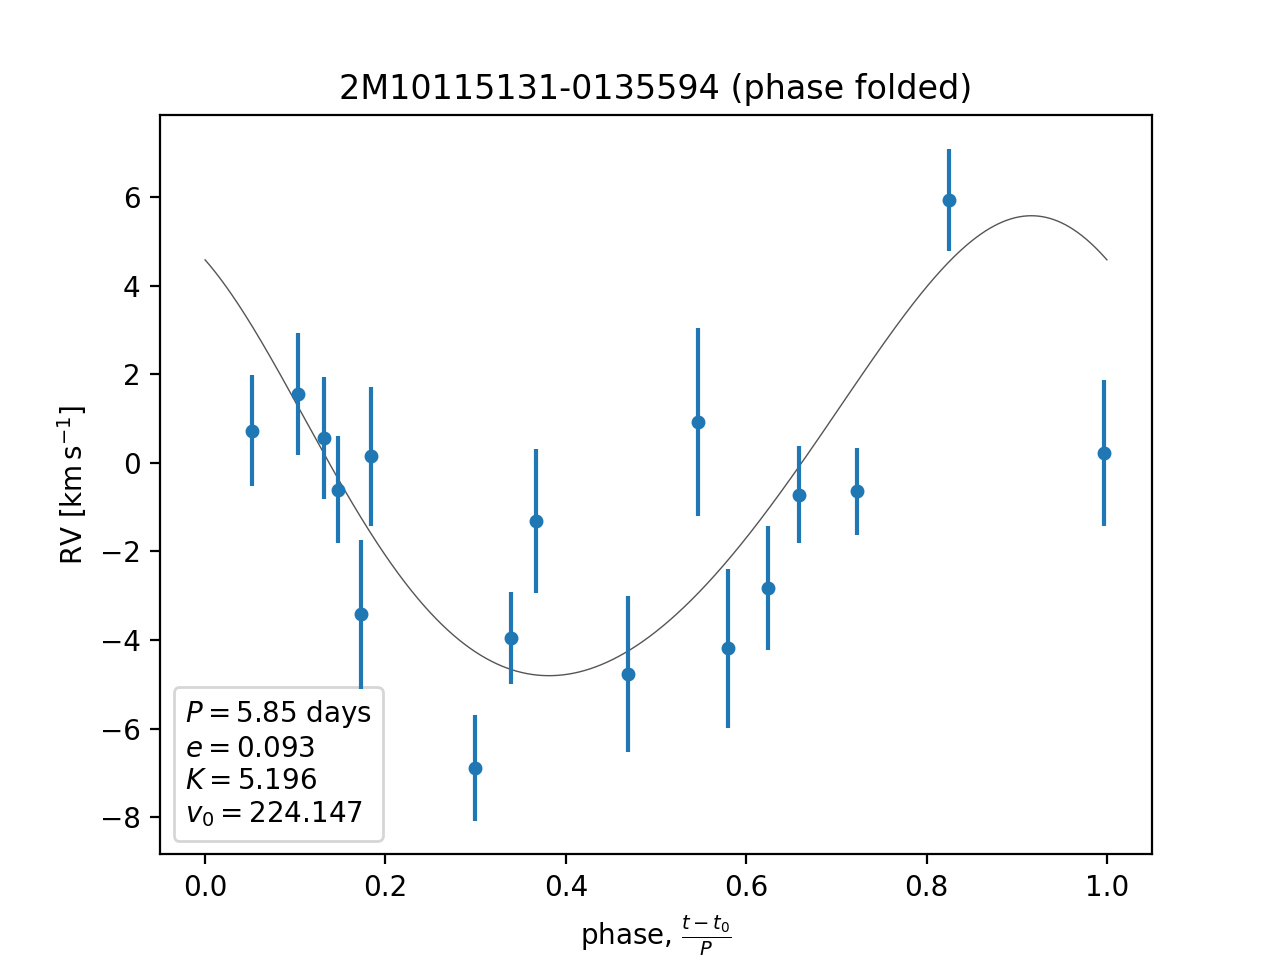 2M10115131-0135594 (phase folded)
RV [km s⁻¹]
6
4
2
0
−2
−4
−6
−8
P = 5.85 days
e = 0.093
K = 5.196
v₀ = 224.147
0.0 0.2 0.4 0.6 0.8 1.0
phase, (t − t₀)/P